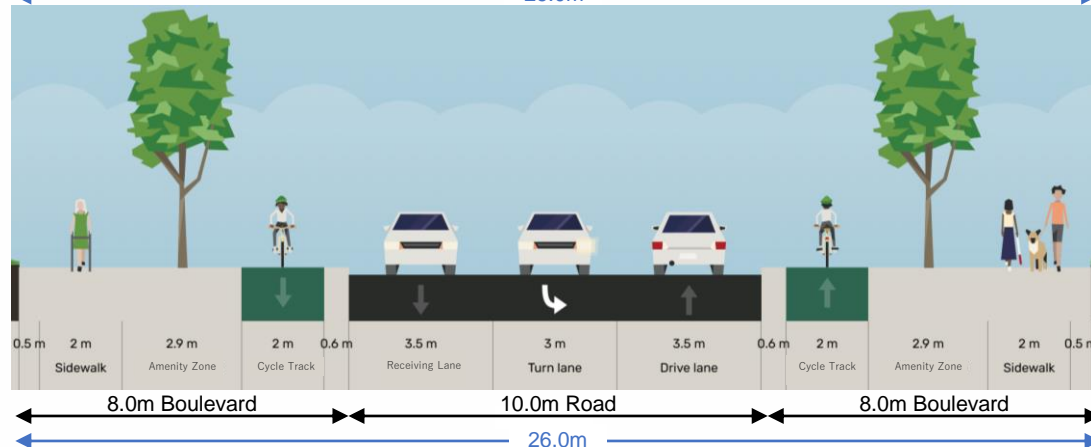 0.5 m 2 m 2.9 m 2 m 0.6 m 3.5 m 3 m 3.5 m 0.6 m 2 m 2.9 m 2 m 0.5 m
Sidewalk Amenity Zone Cycle Track Receiving Lane Turn lane Drive lane Cycle Track Amenity Zone Sidewalk
8.0m Boulevard 10.0m Road 8.0m Boulevard
26.0m